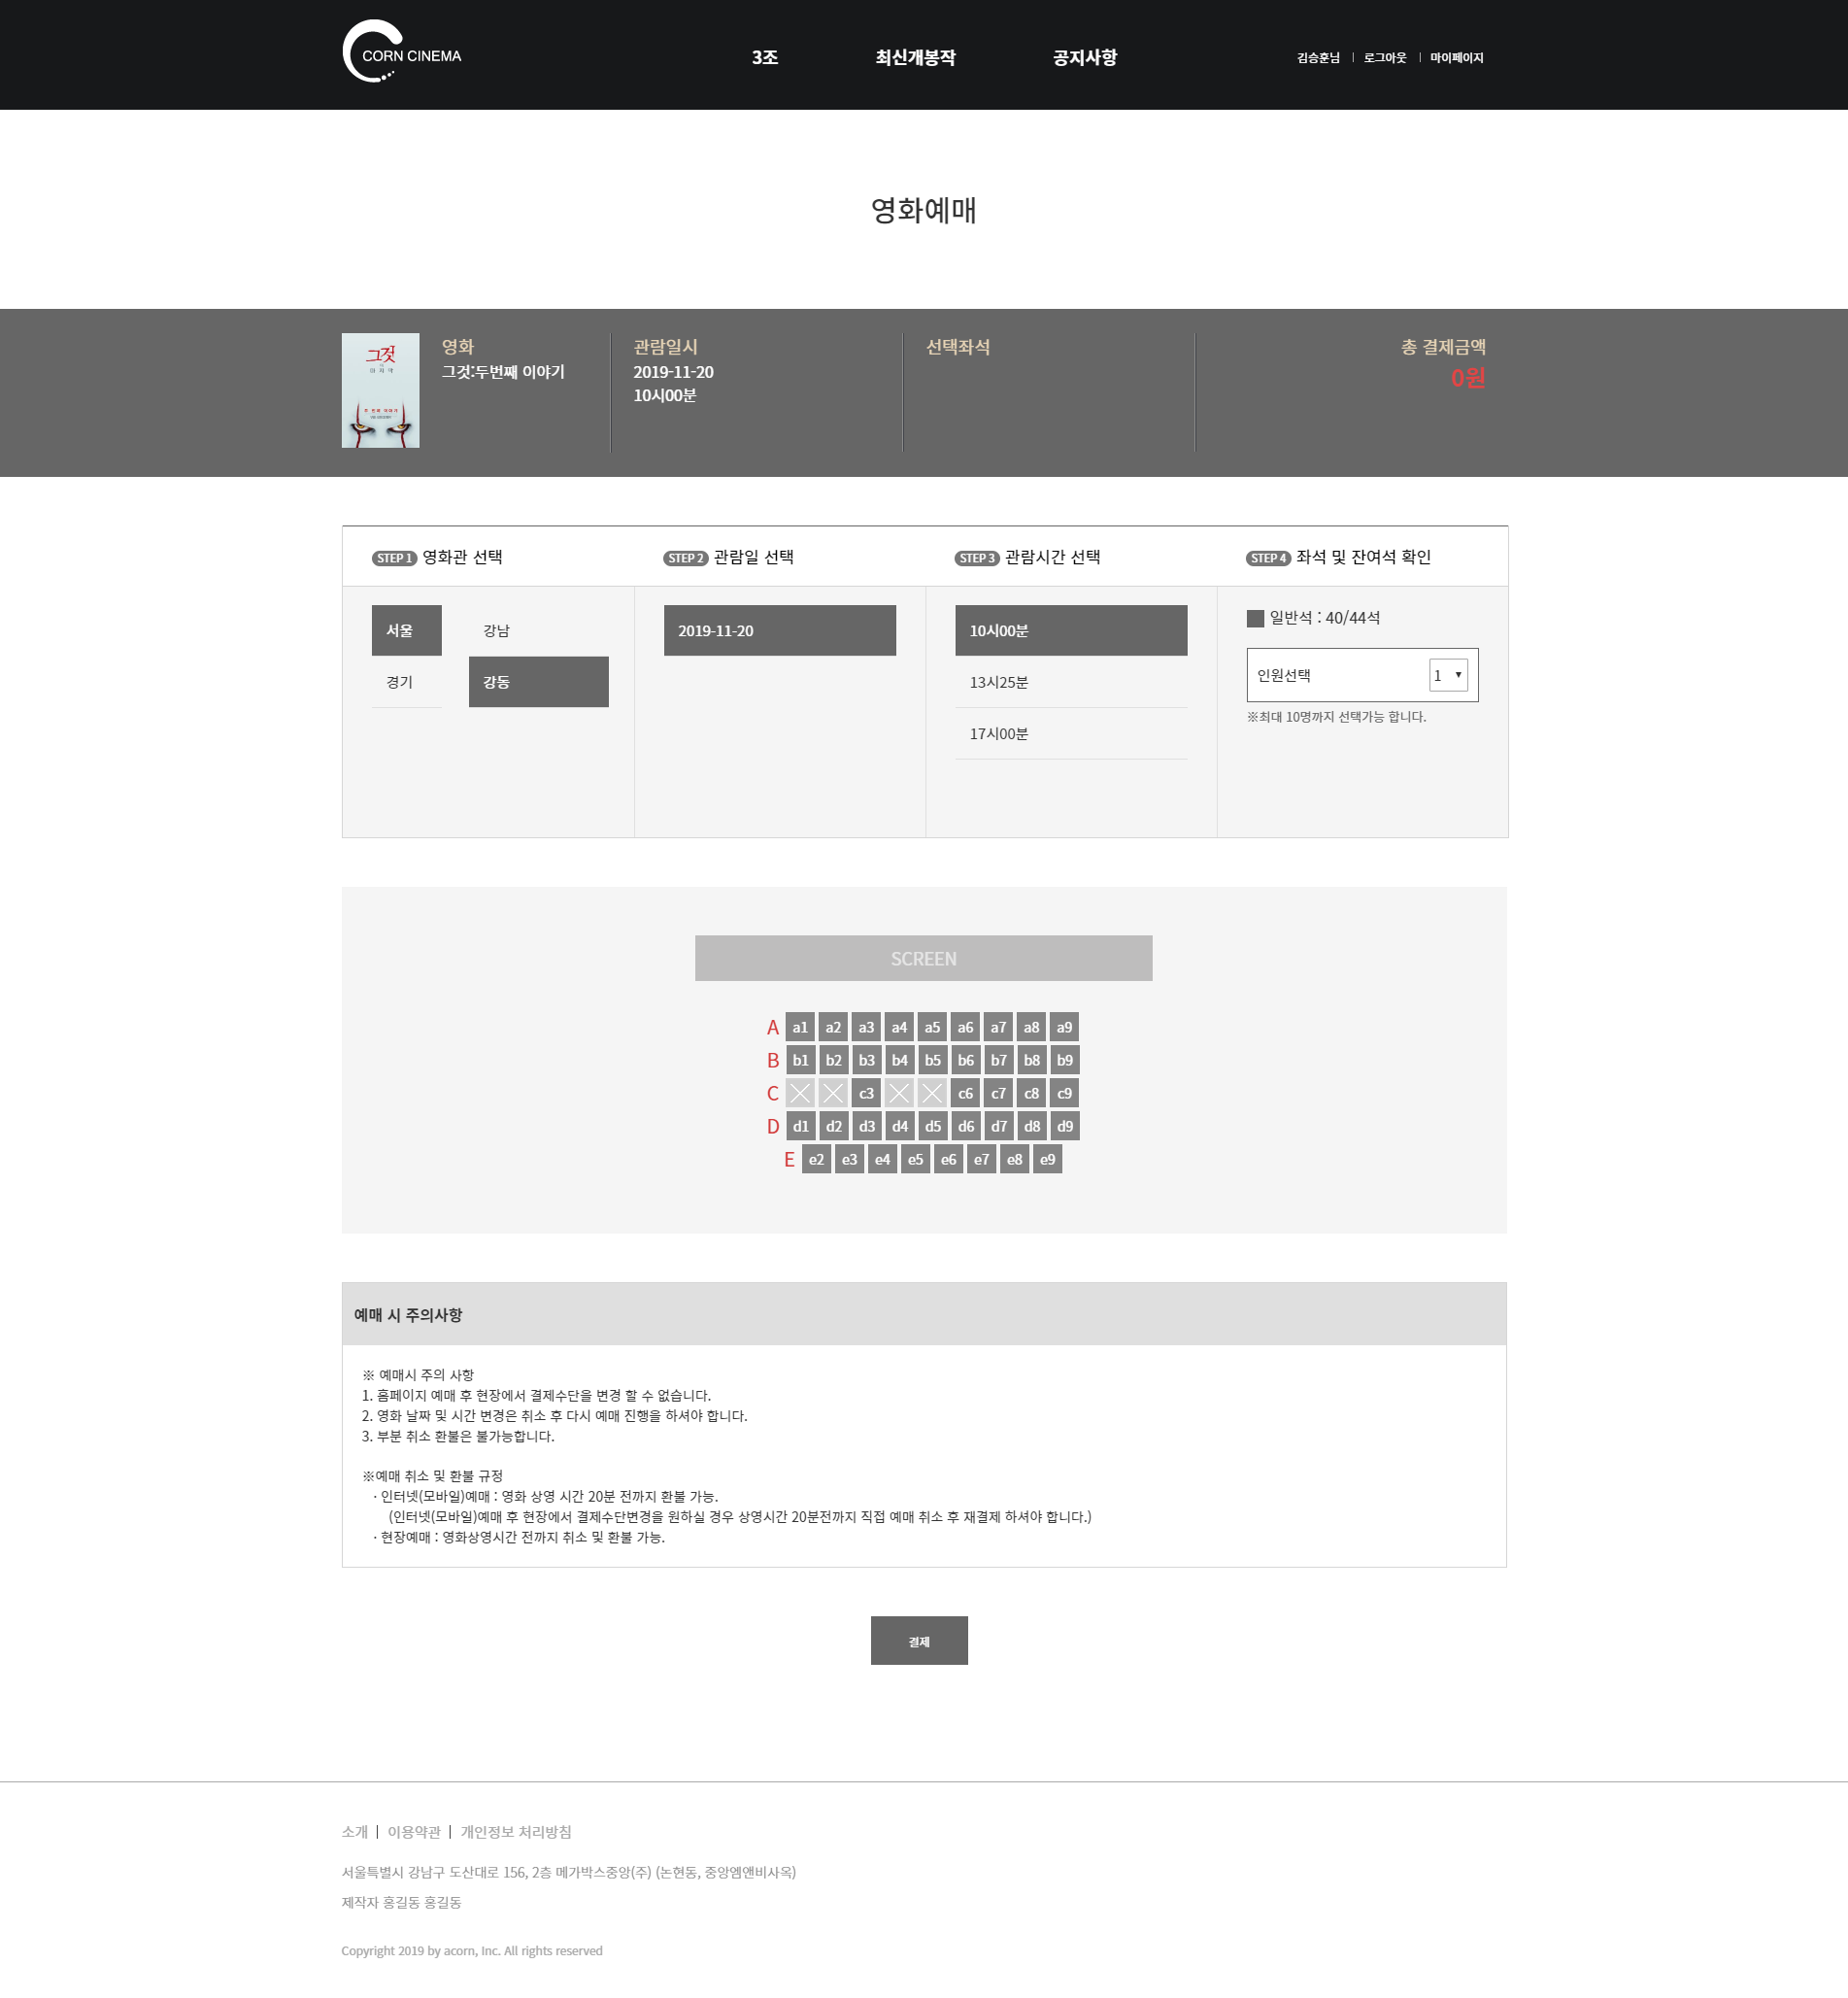 CORN CINEMA
3조 최신개봉작 공지사항
김승훈님 로그아웃 마이페이지
영화예매
그것
영화
그것:두번째 이야기
관람일시
2019-11-20
10시00분
선택좌석
총 결제금액
0원
STEP 1 영화관 선택
STEP 2 관람일 선택
STEP 3 관람시간 선택
STEP 4 좌석 및 잔여석 확인
서울
경기
강남
강동
2019-11-20
10시00분
13시25분
17시00분
일반석 : 40/44석
인원선택 1 ▼
※최대 10명까지 선택가능 합니다.
SCREEN
A a1 a2 a3 a4 a5 a6 a7 a8 a9
B b1 b2 b3 b4 b5 b6 b7 b8 b9
C c3 c6 c7 c8 c9
D d1 d2 d3 d4 d5 d6 d7 d8 d9
E e2 e3 e4 e5 e6 e7 e8 e9
예매 시 주의사항
※ 예매시 주의 사항
1. 홈페이지 예매 후 현장에서 결제수단을 변경 할 수 없습니다.
2. 영화 날짜 및 시간 변경은 취소 후 다시 예매 진행을 하셔야 합니다.
3. 부분 취소 환불은 불가능합니다.
※예매 취소 및 환불 규정
· 인터넷(모바일)예매 : 영화 상영 시간 20분 전까지 환불 가능.
(인터넷(모바일)예매 후 현장에서 결제수단변경을 원하실 경우 상영시간 20분전까지 직접 예매 취소 후 재결제 하셔야 합니다.)
· 현장예매 : 영화상영시간 전까지 취소 및 환불 가능.
결제
소개 이용약관 개인정보 처리방침
서울특별시 강남구 도산대로 156, 2층 메가박스중앙(주) (논현동, 중앙엠앤비사옥)
제작자 홍길동 홍길동
Copyright 2019 by acorn, Inc. All rights reserved